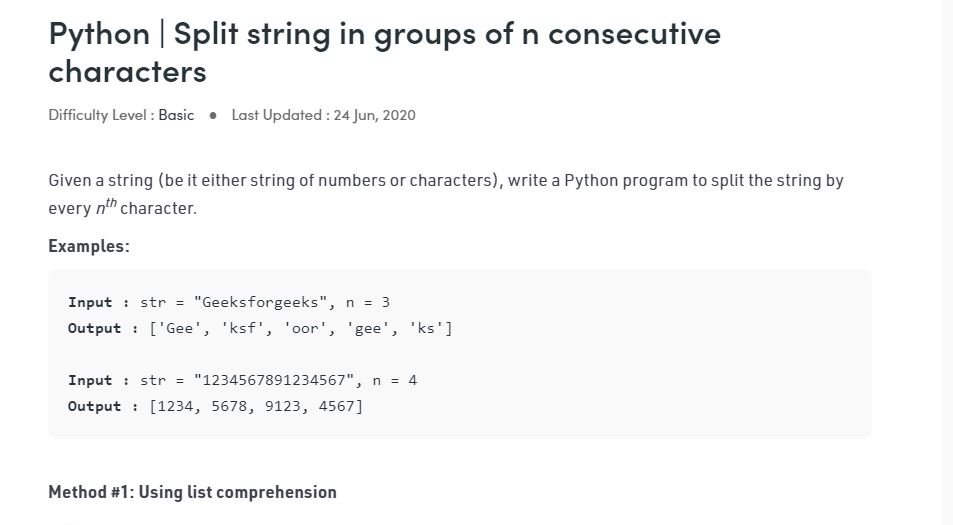 Python | Split string in groups of n consecutive
characters
Difficulty Level : Basic ● Last Updated : 24 Jun, 2020
Given a string (be it either string of numbers or characters), write a Python program to split the string by
every nth character.
Examples:
Input : str = "Geeksforgeeks", n = 3
Output : ['Gee', 'ksf', 'oor', 'gee', 'ks']
Input : str = "1234567891234567", n = 4
Output : [1234, 5678, 9123, 4567]
Method #1: Using list comprehension